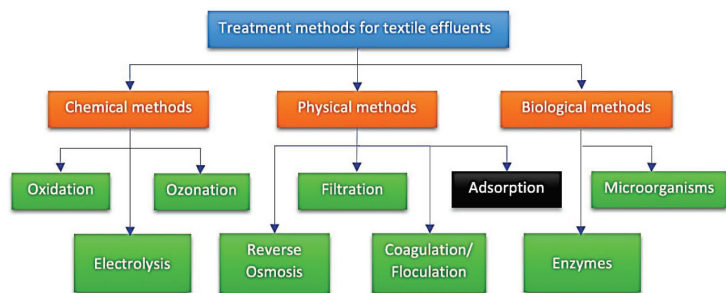 Treatment methods for textile effluents
Chemical methods
Physical methods
Biological methods
Oxidation
Ozonation
Filtration
Adsorption
Microorganisms
Electrolysis
Reverse
Osmosis
Coagulation/
Floculation
Enzymes